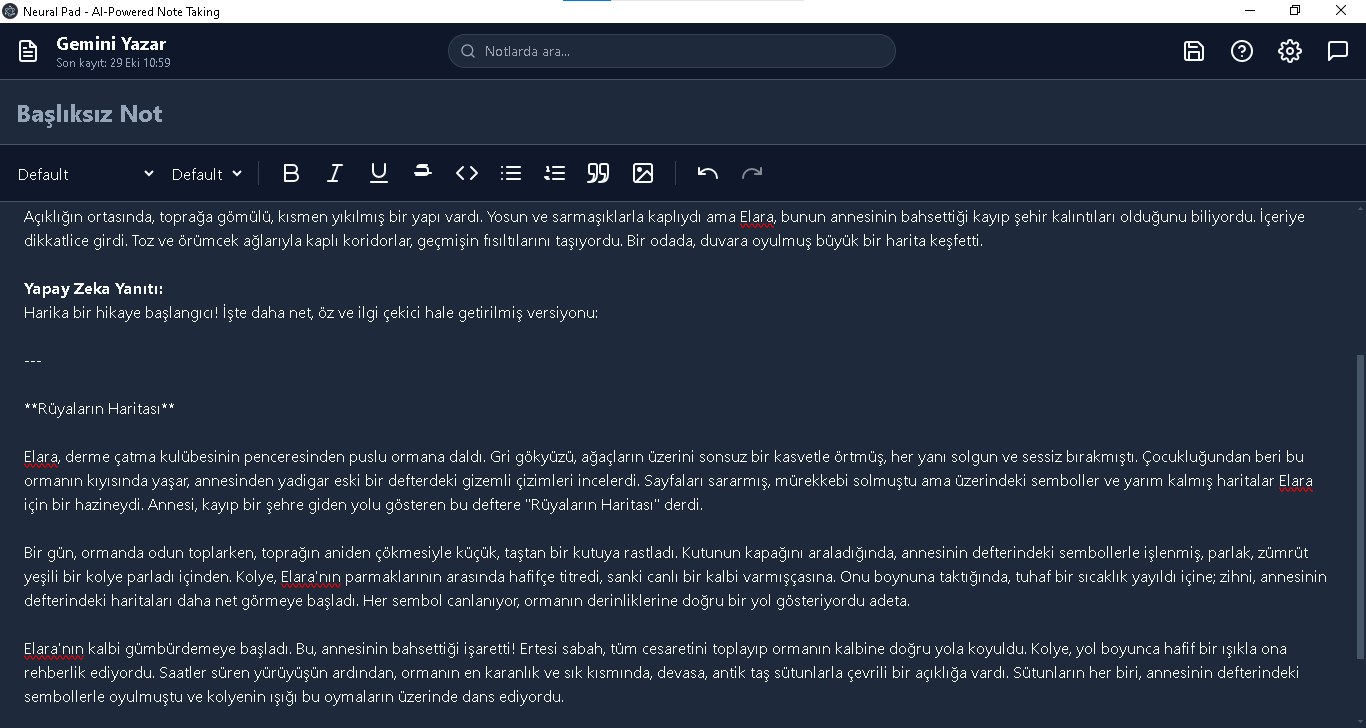 Neural Pad - AI-Powered Note Taking
Gemini Yazar
Son kayıt: 29 Eki 10:59
Notlarda ara...
Başlıksız Not
Default
Default
Açıklığın ortasında, toprağa gömülü, kısmen yıkılmış bir yapı vardı. Yosun ve sarmaşıklarla kaplıydı ama Elara, bunun annesinin bahsettiği kayıp şehir kalıntıları olduğunu biliyordu. İçeriye
dikkatlice girdi. Toz ve örümcek ağlarıyla kaplı koridorlar, geçmişin fısıltılarını taşıyordu. Bir odada, duvara oyulmuş büyük bir harita keşfetti.
Yapay Zeka Yanıtı:
Harika bir hikaye başlangıcı! İşte daha net, öz ve ilgi çekici hale getirilmiş versiyonu:
---
**Rüyaların Haritası**
Elara, derme çatma kulübesinin penceresinden puslu ormana daldı. Gri gökyüzü, ağaçların üzerini sonsuz bir kasvetle örtmüş, her yanı solgun ve sessiz bırakmıştı. Çocukluğundan beri bu
ormanın kıyısında yaşar, annesinden yadigar eski bir defterdeki gizemli çizimleri incelerdi. Sayfaları sararmış, mürekkebi solmuştu ama üzerindeki semboller ve yarım kalmış haritalar Elara
için bir hazineydi. Annesi, kayıp bir şehre giden yolu gösteren bu deftere "Rüyaların Haritası" derdi.
Bir gün, ormanda odun toplarken, toprağın aniden çökmesiyle küçük, taştan bir kutuya rastladı. Kutunun kapağını araladığında, annesinin defterindeki sembollerle işlenmiş, parlak, zümrüt
yeşili bir kolye parladı içinden. Kolye, Elara'nın parmaklarının arasında hafifçe titredi, sanki canlı bir kalbi varmışçasına. Onu boynuna taktığında, tuhaf bir sıcaklık yayıldı içine; zihni, annesinin
defterindeki haritaları daha net görmeye başladı. Her sembol canlanıyor, ormanın derinliklerine doğru bir yol gösteriyordu adeta.
Elara'nın kalbi gümbürdemeye başladı. Bu, annesinin bahsettiği işaretti! Ertesi sabah, tüm cesaretini toplayıp ormanın kalbine doğru yola koyuldu. Kolye, yol boyunca hafif bir ışıkla ona
rehberlik ediyordu. Saatler süren yürüyüşün ardından, ormanın en karanlık ve sık kısmında, devasa, antik taş sütunlarla çevrili bir açıklığa vardı. Sütunların her biri, annesinin defterindeki
sembollerle oyulmuştu ve kolyenin ışığı bu oymaların üzerinde dans ediyordu.